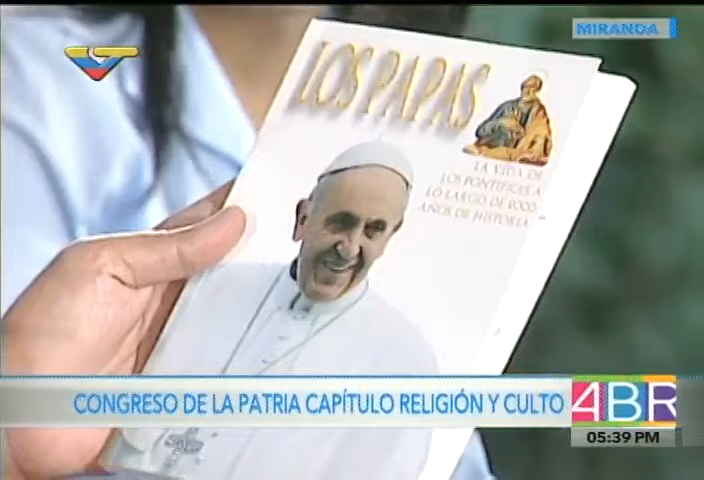 MIRANDA
LOS PAPAS
LA VIDA DE
LOS PONTIFICES A
LO LARGO DE 2000
AÑOS DE HISTORIA
CONGRESO DE LA PATRIA CAPÍTULO RELIGIÓN Y CULTO
4BR
05:39 PM